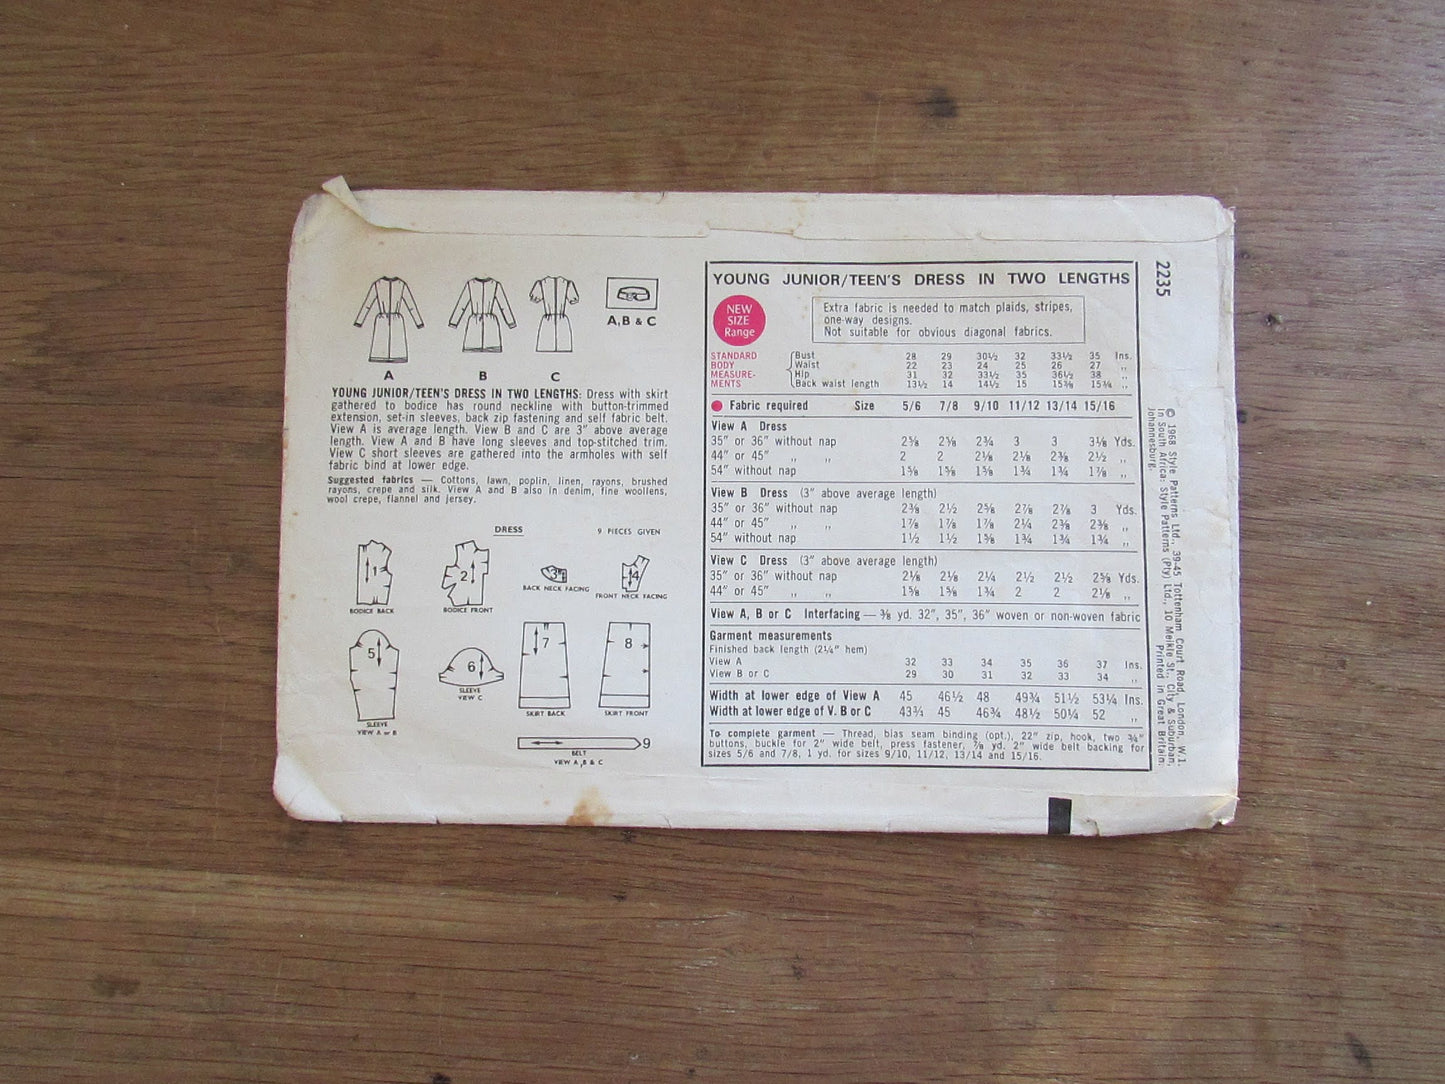 A
B
C
A,B & C
YOUNG JUNIOR/TEEN'S DRESS IN TWO LENGTHS: Dress with skirt
gathered to bodice has round neckline with button-trimmed
extension, set-in sleeves, back zip fastening and self fabric belt.
View A is average length. View B and C are 3" above average
length. View A and B have long sleeves and top-stitched trim.
View C short sleeves are gathered into the armholes with self
fabric bind at lower edge.
Suggested fabrics — Cottons, lawn, poplin, linen, rayons, brushed
rayons, crepe and silk. View A and B also in denim, fine woollens,
wool crepe, flannel and jersey.
DRESS
9 PIECES GIVEN
1
BODICE BACK
2
BODICE FRONT
3
BACK NECK FACING
4
FRONT NECK FACING
5
SLEEVE
VIEW A or B
6
SLEEVE
VIEW C
7
SKIRT BACK
8
SKIRT FRONT
9
BELT
VIEW A, B & C
YOUNG JUNIOR/TEEN'S DRESS IN TWO LENGTHS
NEW
SIZE
Range
Extra fabric is needed to match plaids, stripes,
one-way designs.
Not suitable for obvious diagonal fabrics.
STANDARD
BODY
MEASURE-
MENTS
Bust 28 29 30½ 32 33½ 35 Ins.
Waist 22 23 24 25 26 27 ,,
Hip 31 32 33½ 35 36½ 38 ,,
Back waist length 13½ 14 14½ 15 15⅜ 15¾ ,,
Fabric required Size 5/6 7/8 9/10 11/12 13/14 15/16
View A Dress
35" or 36" without nap 2⅝ 2⅝ 2¾ 3 3 3⅛ Yds.
44" or 45" ,, ,, 2 2 2⅛ 2⅛ 2⅜ 2½ ,,
54" without nap 1⅝ 1⅝ 1⅝ 1¾ 1¾ 1⅞ ,,
View B Dress (3" above average length)
35" or 36" without nap 2⅜ 2½ 2⅝ 2⅞ 2⅞ 3 Yds.
44" or 45" ,, ,, 1⅞ 1⅞ 1⅞ 2¼ 2⅜ 2⅜ ,,
54" without nap 1½ 1½ 1⅝ 1¾ 1¾ 1¾ ,,
View C Dress (3" above average length)
35" or 36" without nap 2⅛ 2⅛ 2¼ 2½ 2½ 2⅝ Yds.
44" or 45" ,, ,, 1⅝ 1⅝ 1¾ 2 2 2⅛ ,,
View A, B or C Interfacing — ⅜ yd. 32", 35", 36" woven or non-woven fabric
Garment measurements
Finished back length (2¼" hem)
View A 32 33 34 35 36 37 Ins.
View B or C 29 30 31 32 33 34 ,,
Width at lower edge of View A 45 46½ 48 49¾ 51½ 53¼ Ins.
Width at lower edge of V. B or C 43¾ 45 46¾ 48½ 50¼ 52 ,,
To complete garment — Thread, bias seam binding (opt.), 22" zip, hook, two ¾"
buttons, buckle for 2" wide belt, press fastener, ⅞ yd. 2" wide belt backing for
sizes 5/6 and 7/8, 1 yd. for sizes 9/10, 11/12, 13/14 and 15/16.
2235
© 1968 Style Patterns Ltd., 39-45 Tottenham Court Road, London, W.1.
In South Africa: Style Patterns (Pty) Ltd., 10 Meikle St., City & Suburban,
Johannesburg. Printed in Great Britain.